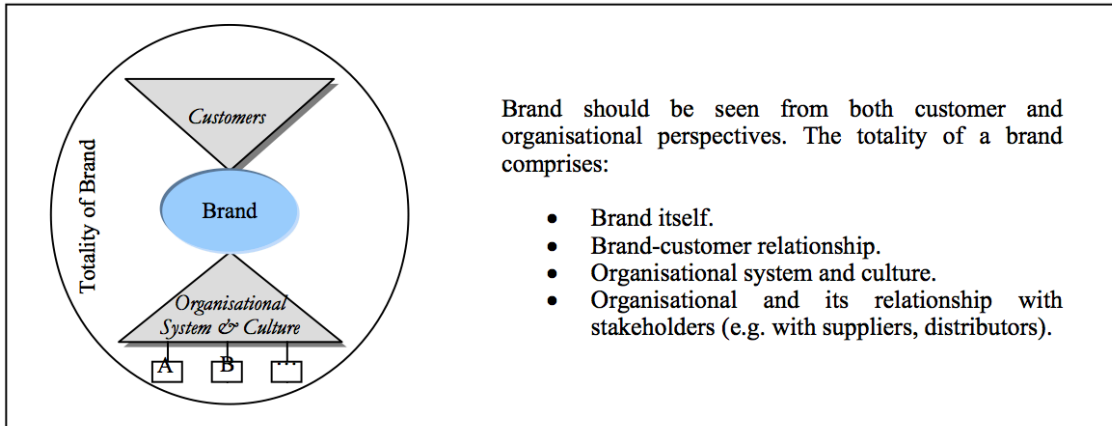 Totality of Brand
Customers
Brand
Organisational
System & Culture
A
B
...
Brand should be seen from both customer and
organisational perspectives. The totality of a brand
comprises:
• Brand itself.
• Brand-customer relationship.
• Organisational system and culture.
• Organisational and its relationship with
stakeholders (e.g. with suppliers, distributors).